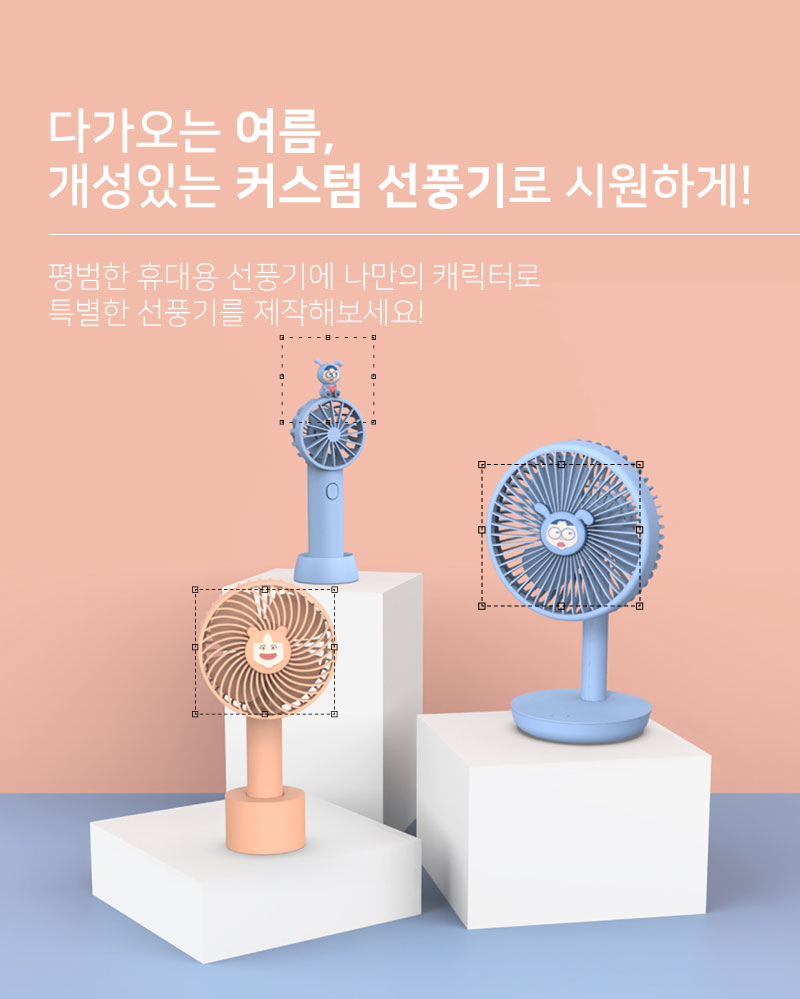 다가오는 여름,
개성있는 커스텀 선풍기로 시원하게!
평범한 휴대용 선풍기에 나만의 캐릭터로
특별한 선풍기를 제작해보세요!